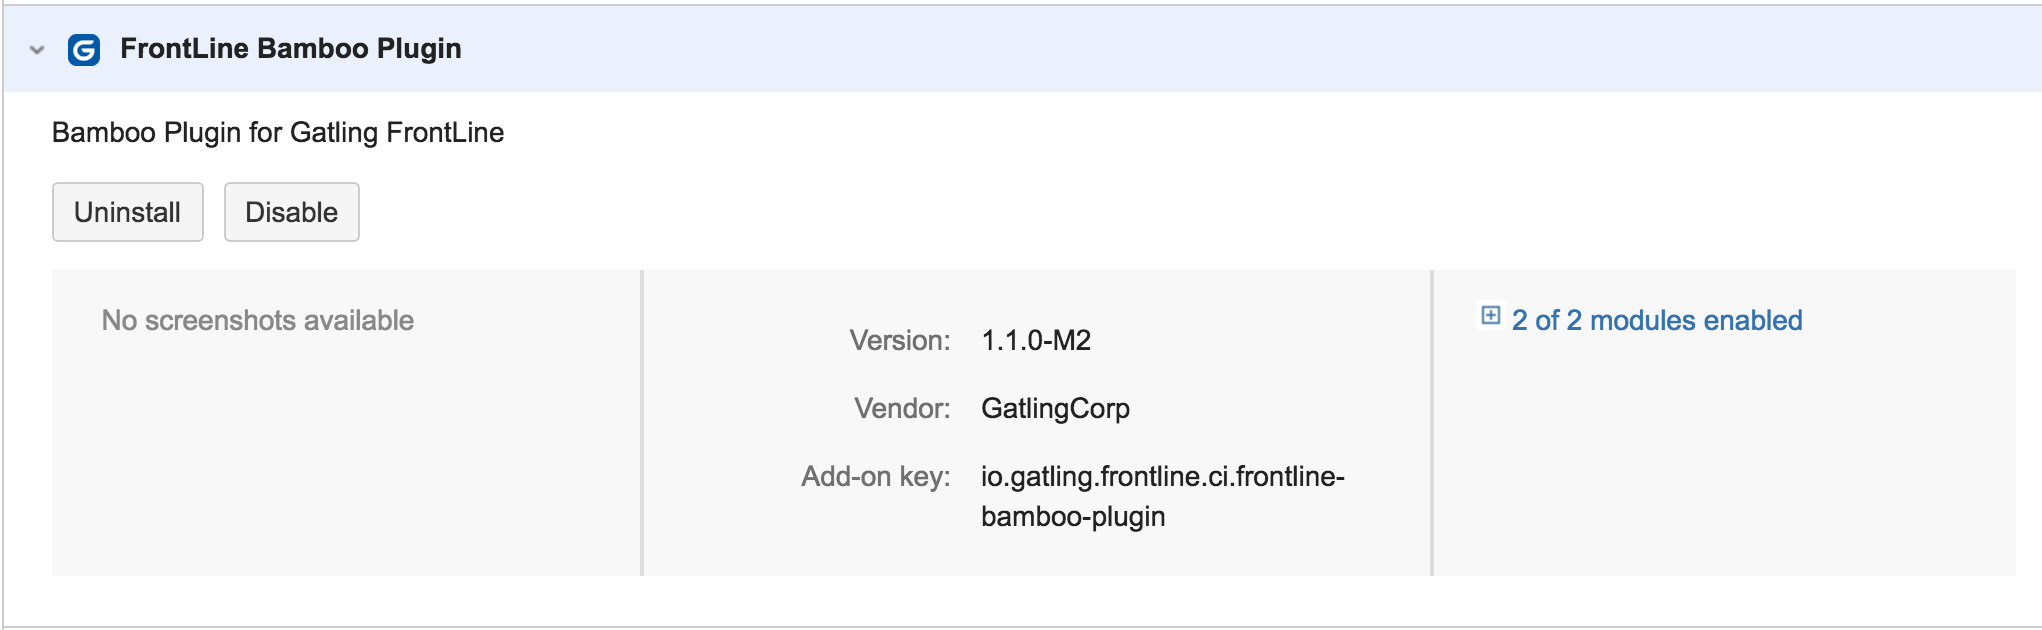 FrontLine Bamboo Plugin
Bamboo Plugin for Gatling FrontLine
Uninstall
Disable
No screenshots available
Version: 1.1.0-M2
Vendor: GatlingCorp
Add-on key: io.gatling.frontline.ci.frontline-
bamboo-plugin
2 of 2 modules enabled